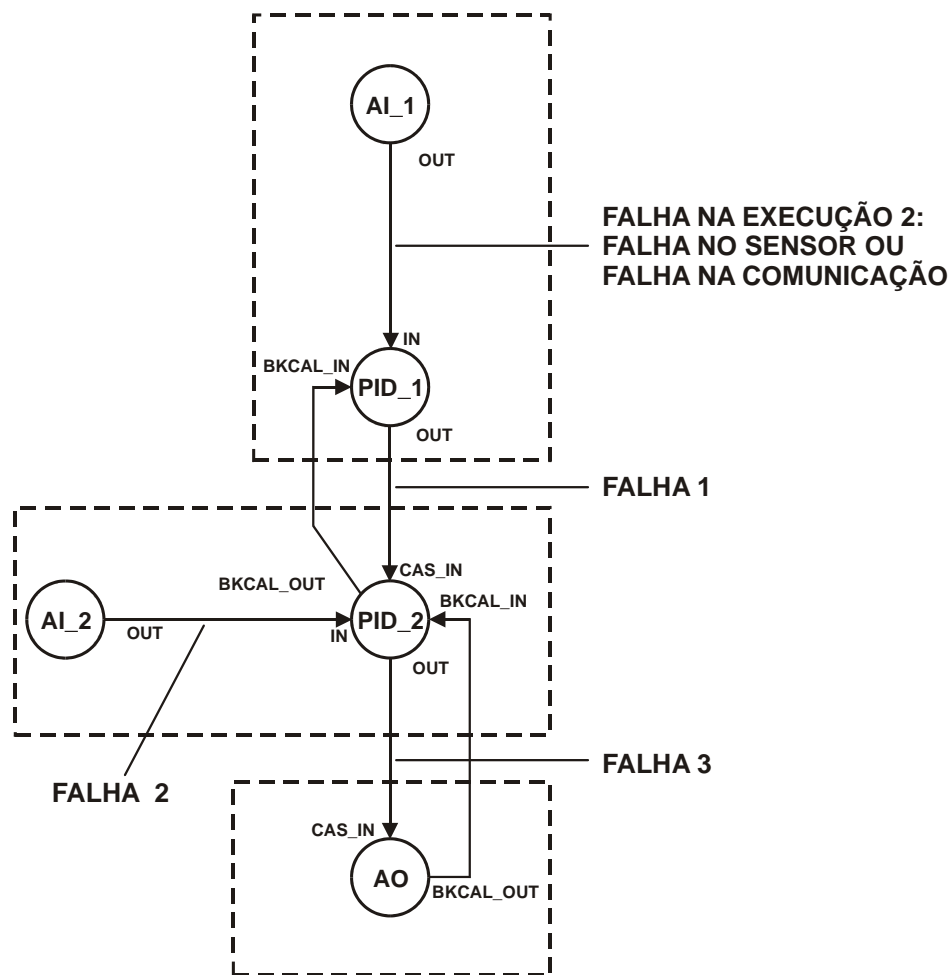 AI_1
OUT
FALHA NA EXECUÇÃO 2:
FALHA NO SENSOR OU
FALHA NA COMUNICAÇÃO
IN
BKCAL_IN
PID_1
OUT
FALHA 1
CAS_IN
BKCAL_OUT
BKCAL_IN
AI_2
OUT
IN
PID_2
OUT
FALHA 2
FALHA 3
CAS_IN
AO
BKCAL_OUT